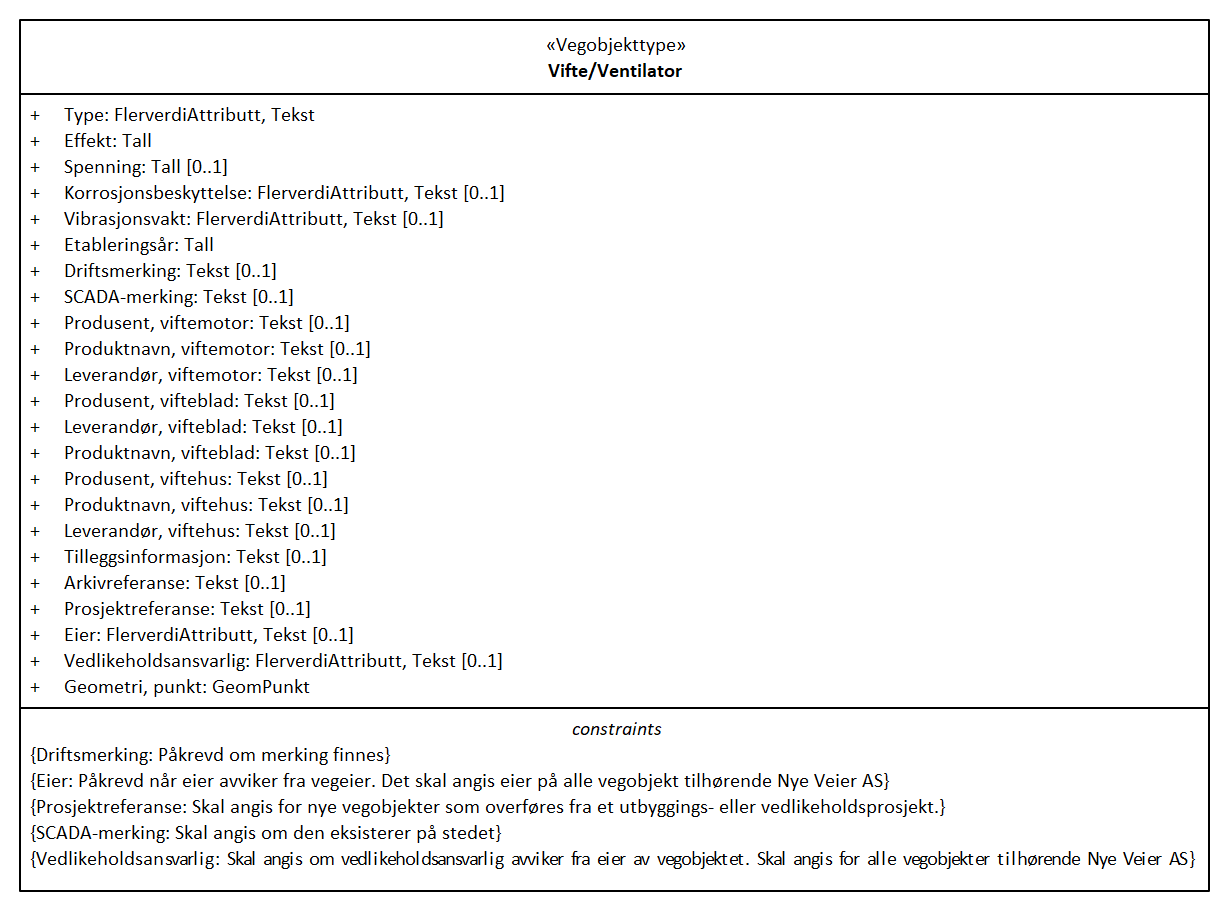 «Vegobjekttype»
Vifte/Ventilator
+ Type: FlerverdiAttributt, Tekst
+ Effekt: Tall
+ Spenning: Tall [0..1]
+ Korrosjonsbeskyttelse: FlerverdiAttributt, Tekst [0..1]
+ Vibrasjonsvakt: FlerverdiAttributt, Tekst [0..1]
+ Etableringsår: Tall
+ Driftsmerking: Tekst [0..1]
+ SCADA-merking: Tekst [0..1]
+ Produsent, viftemotor: Tekst [0..1]
+ Produktnavn, viftemotor: Tekst [0..1]
+ Leverandør, viftemotor: Tekst [0..1]
+ Produsent, vifteblad: Tekst [0..1]
+ Leverandør, vifteblad: Tekst [0..1]
+ Produktnavn, vifteblad: Tekst [0..1]
+ Produsent, viftehus: Tekst [0..1]
+ Produktnavn, viftehus: Tekst [0..1]
+ Leverandør, viftehus: Tekst [0..1]
+ Tilleggsinformasjon: Tekst [0..1]
+ Arkivreferanse: Tekst [0..1]
+ Prosjektreferanse: Tekst [0..1]
+ Eier: FlerverdiAttributt, Tekst [0..1]
+ Vedlikeholdsansvarlig: FlerverdiAttributt, Tekst [0..1]
+ Geometri, punkt: GeomPunkt
constraints
{Driftsmerking: Påkrevd om merking finnes}
{Eier: Påkrevd når eier avviker fra vegeier. Det skal angis eier på alle vegobjekt tilhørende Nye Veier AS}
{Prosjektreferanse: Skal angis for nye vegobjekter som overføres fra et utbyggings- eller vedlikeholdsprosjekt.}
{SCADA-merking: Skal angis om den eksisterer på stedet}
{Vedlikeholdsansvarlig: Skal angis om vedlikeholdsansvarlig avviker fra eier av vegobjektet. Skal angis for alle vegobjekter tilhørende Nye Veier AS}